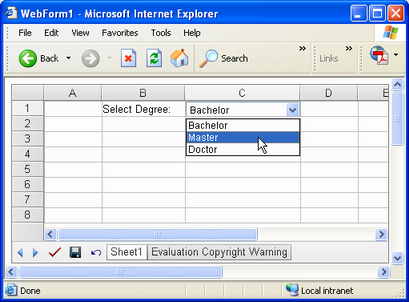 WebForm1 - Microsoft Internet Explorer
File Edit View Favorites Tools Help
Back Search Links
A B C D E
1 Select Degree: Bachelor
2 Bachelor
3 Master
4 Doctor
5
6
7
8
Sheet1 Evaluation Copyright Warning
Done Local intranet